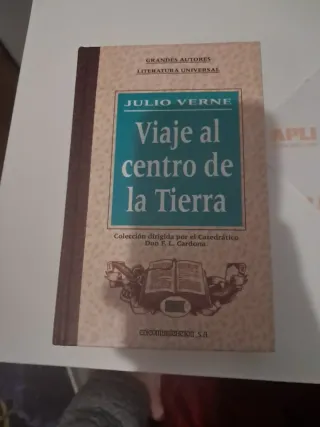 GRANDES AUTORES
LITERATURA UNIVERSAL
JULIO VERNE
Viaje al
centro de
la Tierra
Colección dirigida por el Catedrático
Don F. L. Cardona
S.A.
APLI